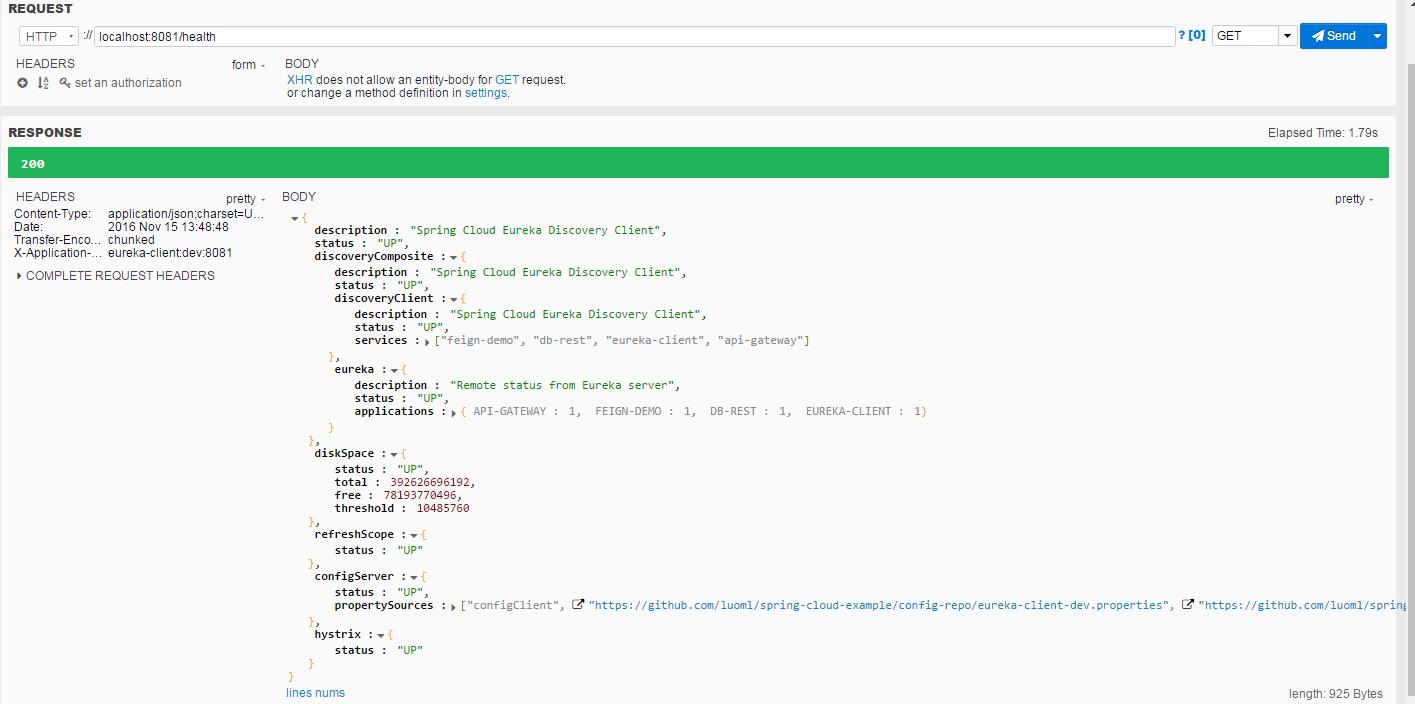 REQUEST
HTTP :// localhost:8081/health ? [0] GET Send
HEADERS form
set an authorization
BODY
XHR does not allow an entity-body for GET request.
or change a method definition in settings.
RESPONSE Elapsed Time: 1.79s
200
HEADERS pretty
Content-Type: application/json;charset=U...
Date: 2016 Nov 15 13:48:48
Transfer-Enco... chunked
X-Application-... eureka-client:dev:8081
COMPLETE REQUEST HEADERS
BODY pretty
{
description : "Spring Cloud Eureka Discovery Client",
status : "UP",
discoveryComposite : {
description : "Spring Cloud Eureka Discovery Client",
status : "UP",
discoveryClient : {
description : "Spring Cloud Eureka Discovery Client",
status : "UP",
services : ["feign-demo", "db-rest", "eureka-client", "api-gateway"]
},
eureka : {
description : "Remote status from Eureka server",
status : "UP",
applications : { API-GATEWAY : 1, FEIGN-DEMO : 1, DB-REST : 1, EUREKA-CLIENT : 1}
}
},
diskSpace : {
status : "UP",
total : 392626696192,
free : 78193770496,
threshold : 10485760
},
refreshScope : {
status : "UP"
},
configServer : {
status : "UP",
propertySources : ["configClient", "https://github.com/luoml/spring-cloud-example/config-repo/eureka-client-dev.properties", "https://github.com/luoml/spring
},
hystrix : {
status : "UP"
}
}
lines nums
length: 925 Bytes